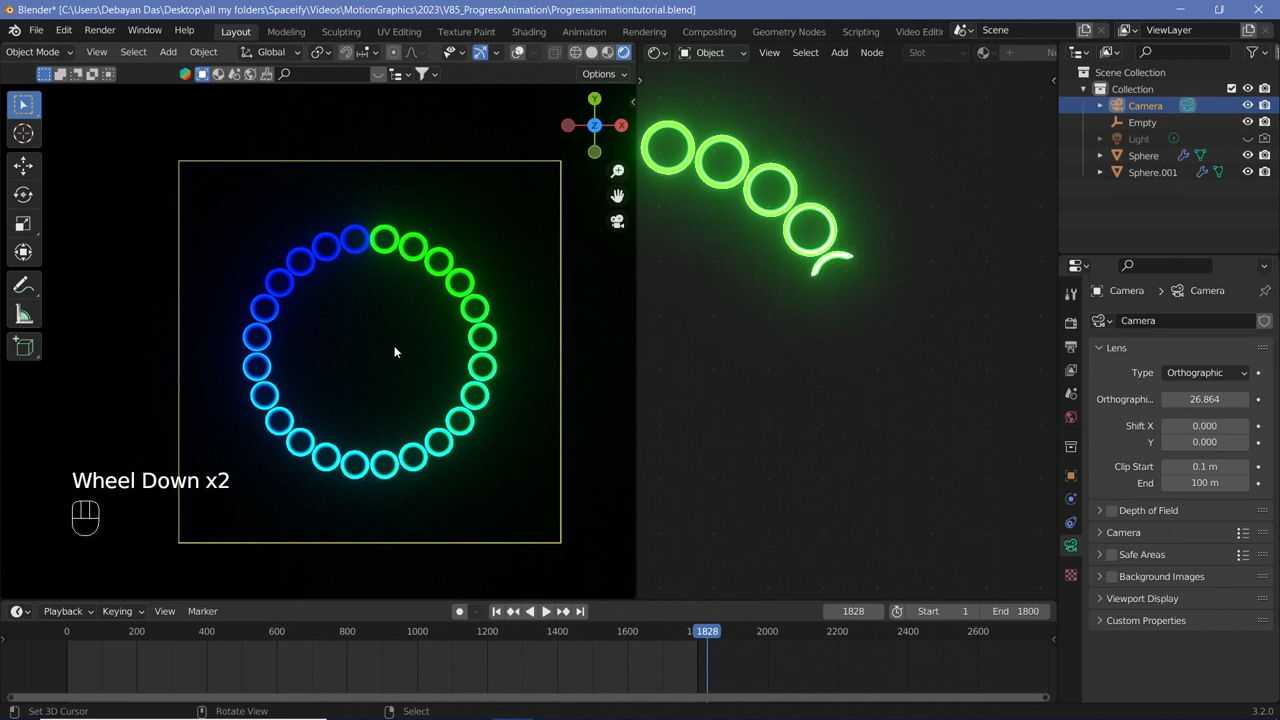 Blender* [C:\Users\Debayan Das\Desktop\all my folders\Spaceify\Videos\MotionGraphics\2023\V85_ProgressAnimation\Progressanimationtutorial.blend]
File Edit Render Window Help Layout Modeling Sculpting UV Editing Texture Paint Shading Animation Rendering Compositing Geometry Nodes Scripting Video Editi Scene ViewLayer
Object Mode View Select Add Object Global Object View Select Add Node Slot
Options
Scene Collection
Collection
Camera
Empty
Light
Sphere
Sphere.001
Y
Z X
Camera > Camera
Camera
Lens
Type Orthographic
Orthographi... 26.864
Shift X 0.000
Y 0.000
Clip Start 0.1 m
End 100 m
Depth of Field
Camera
Safe Areas
Background Images
Viewport Display
Custom Properties
Wheel Down x2
Playback Keying View Marker 1828 Start 1 End 1800
0 200 400 600 800 1000 1200 1400 1600 1828 2000 2200 2400 2600
Set 3D Cursor Rotate View Select 3.2.0